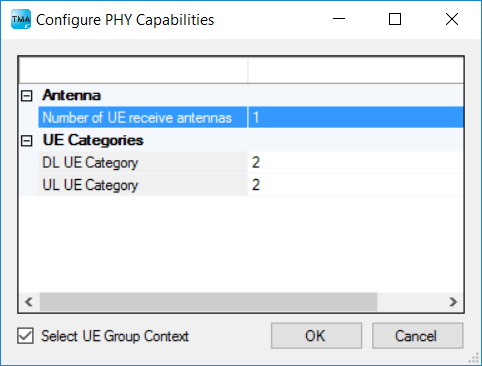 TMA Configure PHY Capabilities
Antenna
Number of UE receive antennas 1
UE Categories
DL UE Category 2
UL UE Category 2
Select UE Group Context OK Cancel